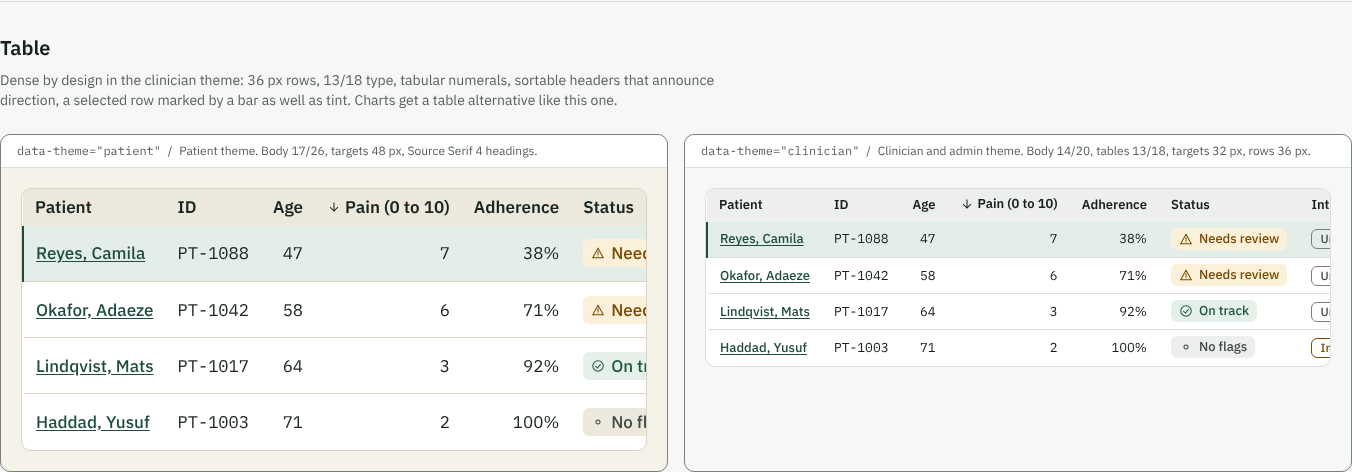 Table
Dense by design in the clinician theme: 36 px rows, 13/18 type, tabular numerals, sortable headers that announce
direction, a selected row marked by a bar as well as tint. Charts get a table alternative like this one.
data-theme="patient" / Patient theme. Body 17/26, targets 48 px, Source Serif 4 headings.
Patient ID Age ↓ Pain (0 to 10) Adherence Status
Reyes, Camila PT-1088 47 7 38% Need
Okafor, Adaeze PT-1042 58 6 71% Need
Lindqvist, Mats PT-1017 64 3 92% On tr
Haddad, Yusuf PT-1003 71 2 100% No fl
data-theme="clinician" / Clinician and admin theme. Body 14/20, tables 13/18, targets 32 px, rows 36 px.
Patient ID Age ↓ Pain (0 to 10) Adherence Status Int
Reyes, Camila PT-1088 47 7 38% Needs review
Okafor, Adaeze PT-1042 58 6 71% Needs review
Lindqvist, Mats PT-1017 64 3 92% On track
Haddad, Yusuf PT-1003 71 2 100% No flags